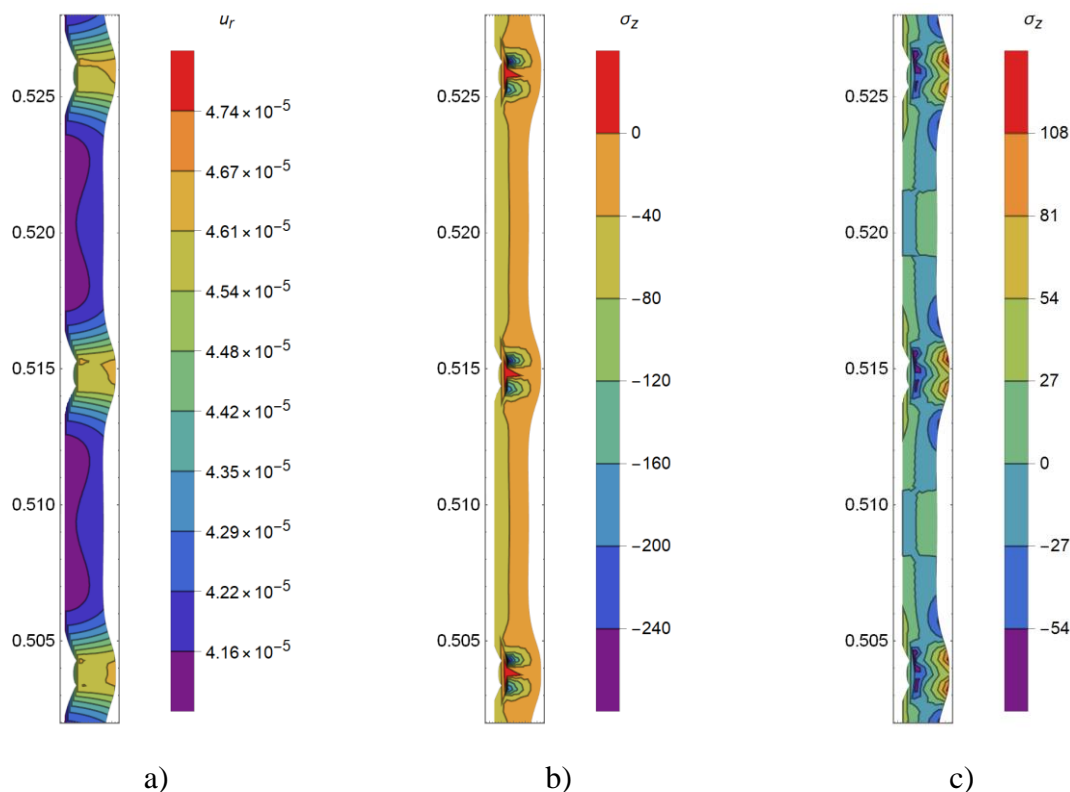 u_r
0.525
0.520
0.515
0.510
0.505
4.74 × 10⁻⁵
4.67 × 10⁻⁵
4.61 × 10⁻⁵
4.54 × 10⁻⁵
4.48 × 10⁻⁵
4.42 × 10⁻⁵
4.35 × 10⁻⁵
4.29 × 10⁻⁵
4.22 × 10⁻⁵
4.16 × 10⁻⁵
a)
σ_z
0.525
0.520
0.515
0.510
0.505
0
−40
−80
−120
−160
−200
−240
b)
σ_z
0.525
0.520
0.515
0.510
0.505
108
81
54
27
0
−27
−54
c)